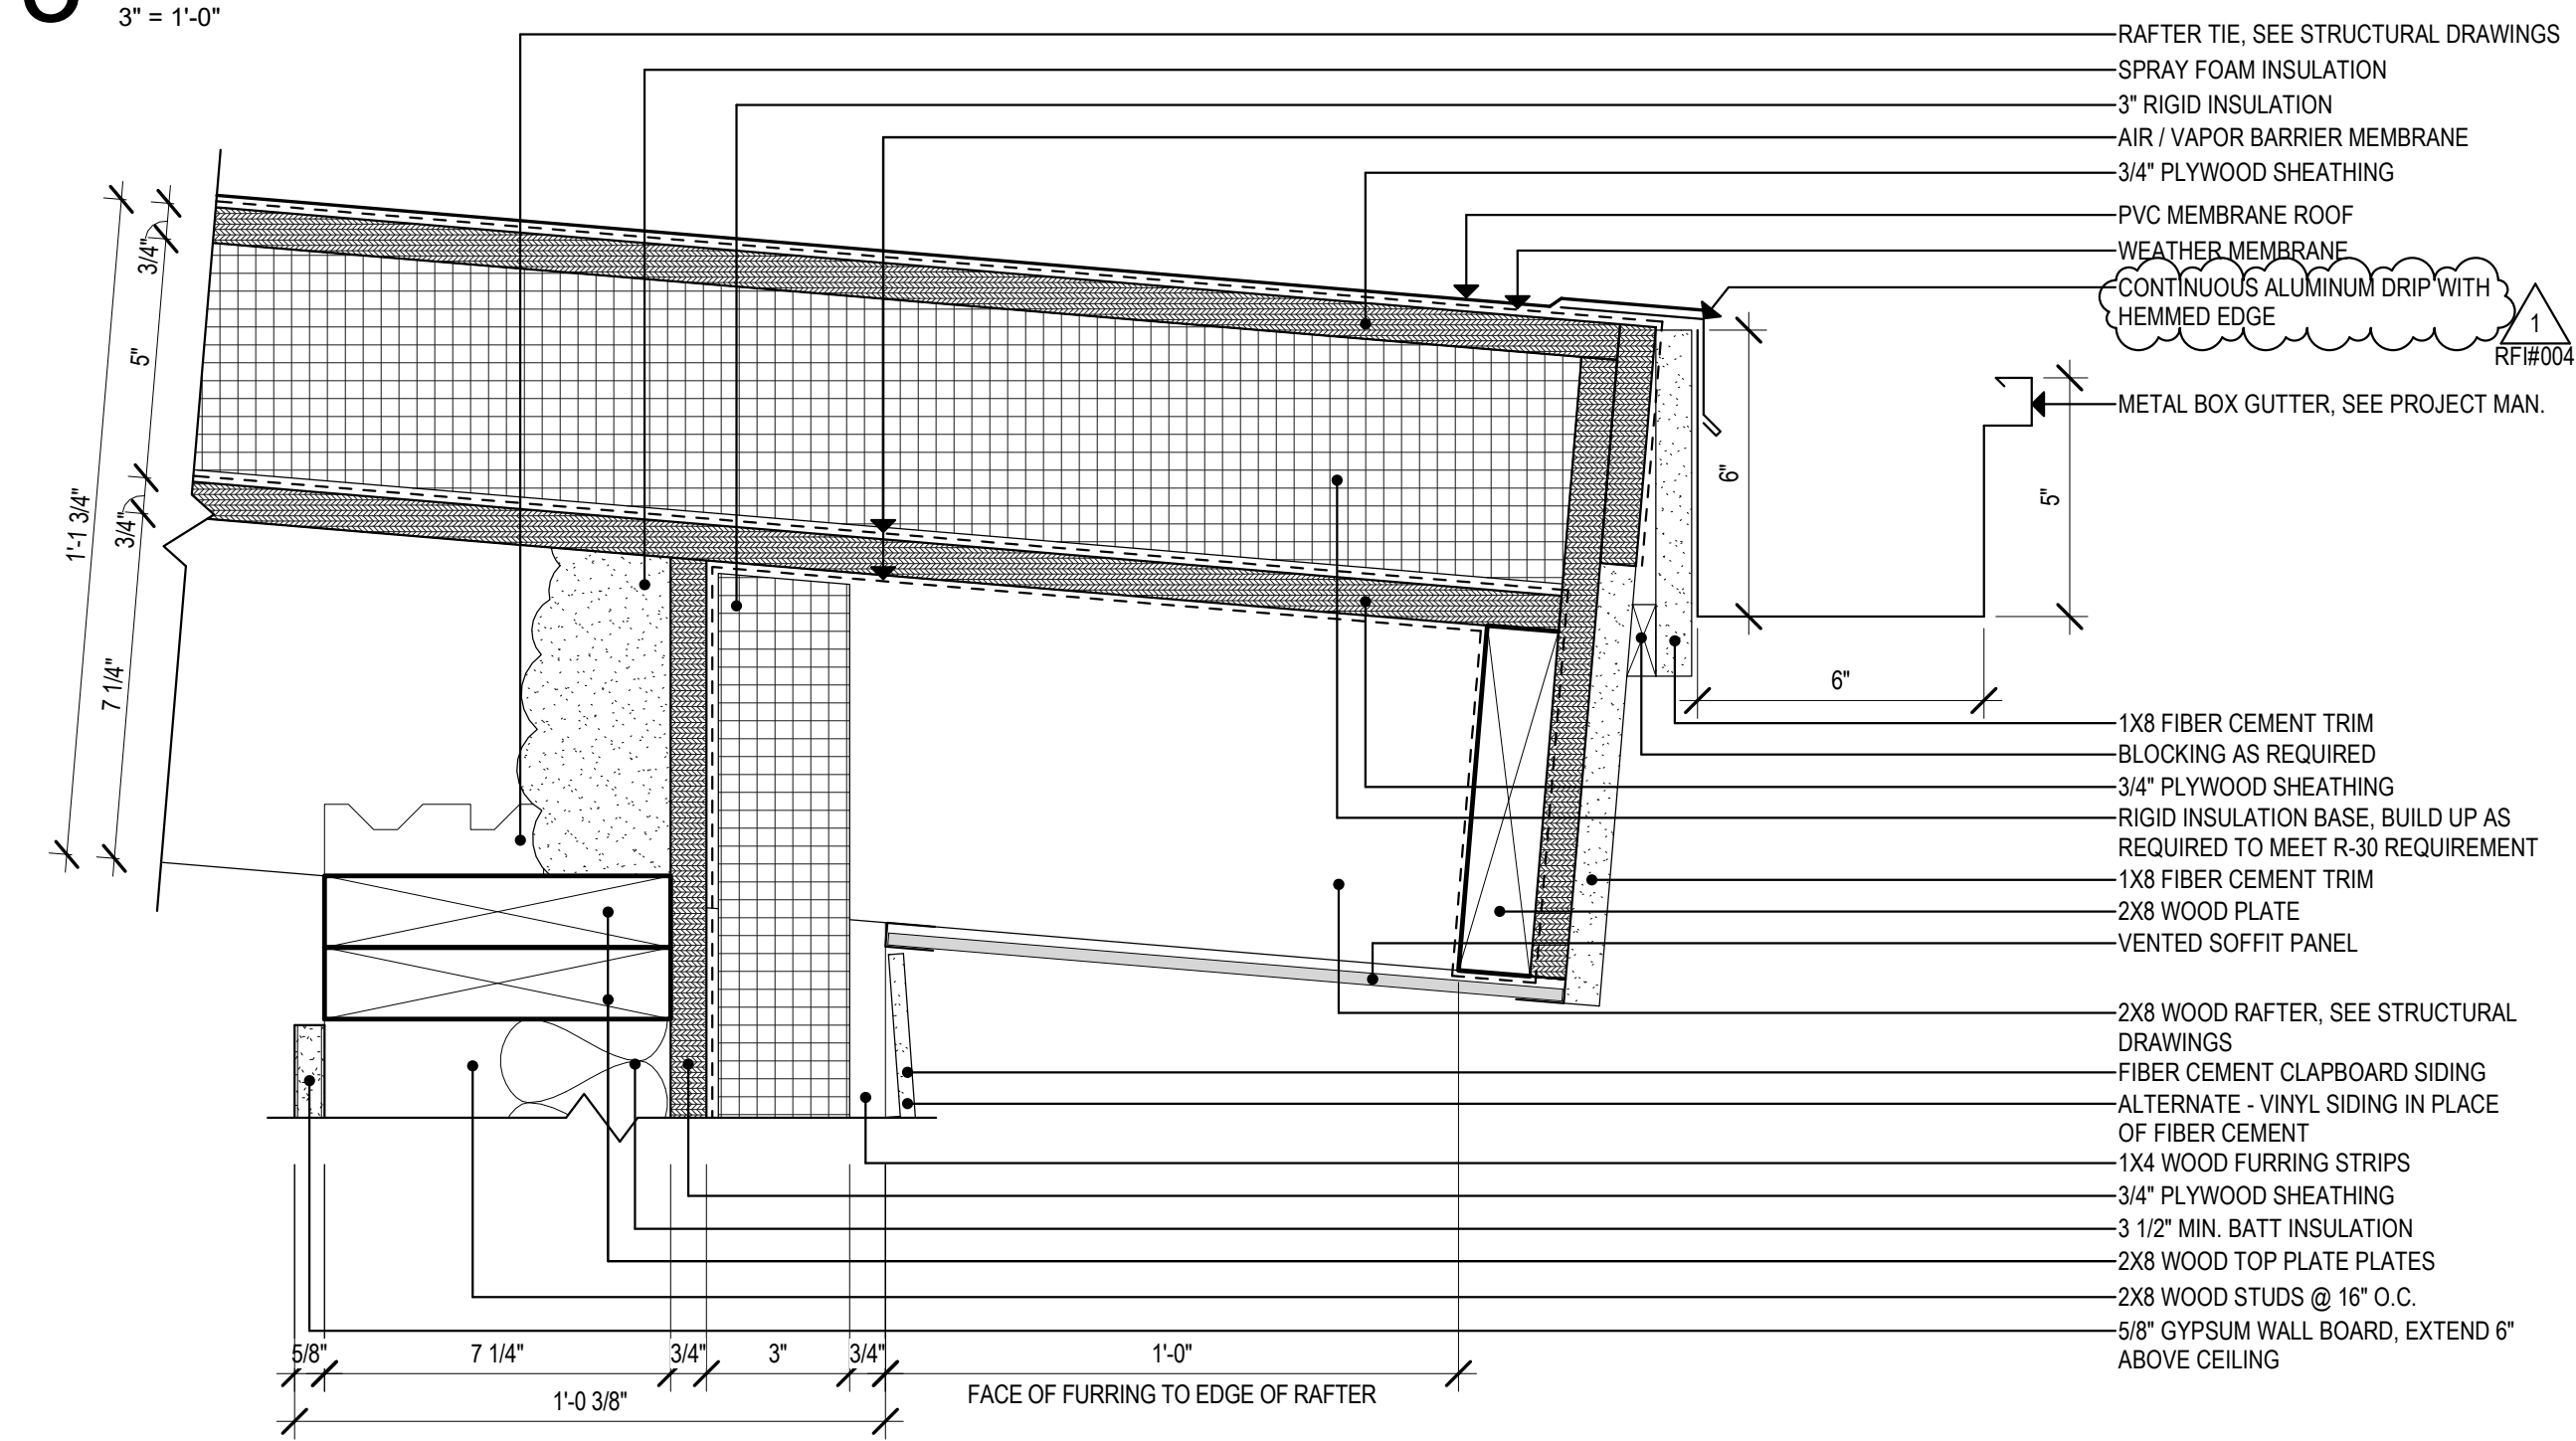 3" = 1'-0"
RAFTER TIE, SEE STRUCTURAL DRAWINGS
SPRAY FOAM INSULATION
3" RIGID INSULATION
AIR / VAPOR BARRIER MEMBRANE
3/4" PLYWOOD SHEATHING
PVC MEMBRANE ROOF
WEATHER MEMBRANE
CONTINUOUS ALUMINUM DRIP WITH
HEMMED EDGE
1
RFI#004
METAL BOX GUTTER, SEE PROJECT MAN.
3/4"
5"
3/4"
1'-1 3/4"
7 1/4"
6"
5"
6"
1X8 FIBER CEMENT TRIM
BLOCKING AS REQUIRED
3/4" PLYWOOD SHEATHING
RIGID INSULATION BASE, BUILD UP AS
REQUIRED TO MEET R-30 REQUIREMENT
1X8 FIBER CEMENT TRIM
2X8 WOOD PLATE
VENTED SOFFIT PANEL
2X8 WOOD RAFTER, SEE STRUCTURAL
DRAWINGS
FIBER CEMENT CLAPBOARD SIDING
ALTERNATE - VINYL SIDING IN PLACE
OF FIBER CEMENT
1X4 WOOD FURRING STRIPS
3/4" PLYWOOD SHEATHING
3 1/2" MIN. BATT INSULATION
2X8 WOOD TOP PLATE PLATES
2X8 WOOD STUDS @ 16" O.C.
5/8" GYPSUM WALL BOARD, EXTEND 6"
ABOVE CEILING
5/8"
7 1/4"
3/4"
3"
3/4"
1'-0"
FACE OF FURRING TO EDGE OF RAFTER
1'-0 3/8"